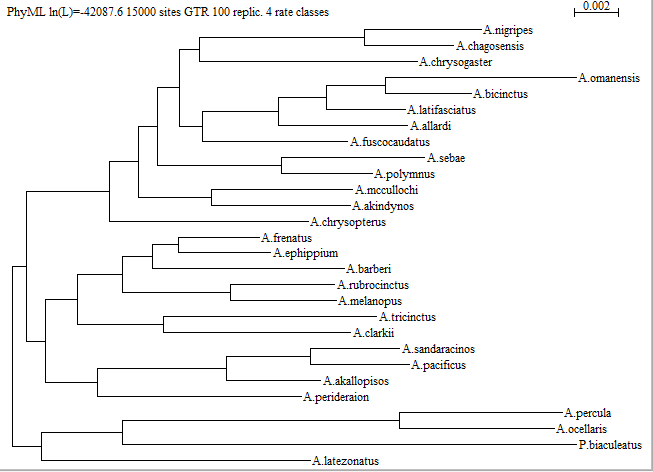 PhyML ln(L)=-42087.6 15000 sites GTR 100 replic. 4 rate classes
0.002
A.nigripes
A.chagosensis
A.chrysogaster
A.omanensis
A.bicinctus
A.latifasciatus
A.allardi
A.fuscocaudatus
A.sebae
A.polymnus
A.mccullochi
A.akindynos
A.chrysopterus
A.frenatus
A.ephippium
A.barberi
A.rubrocinctus
A.melanopus
A.tricinctus
A.clarkii
A.sandaracinos
A.pacificus
A.akallopisos
A.perideraion
A.percula
A.ocellaris
P.biaculeatus
A.latezonatus